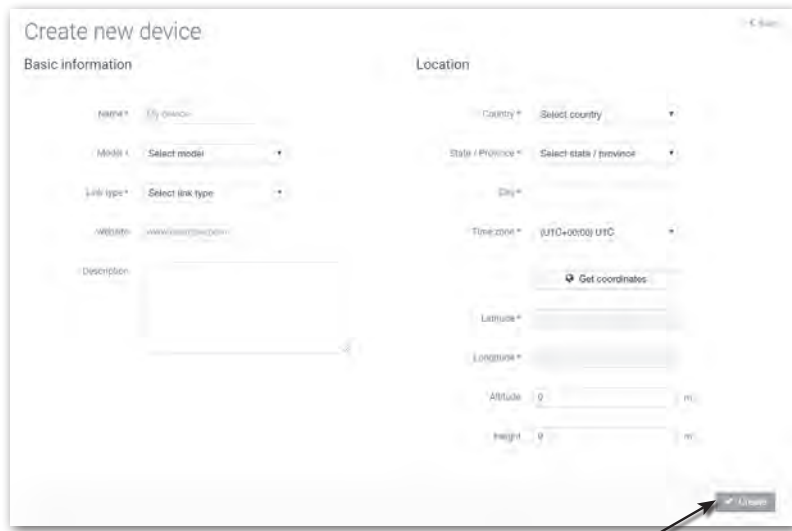 Create new device
Back
Basic information
Name *
My device
Model *
Select model
Link type *
Select link type
Website
Description
Location
Country *
Select country
State / Province *
Select state / province
City *
Time zone *
(UTC+00:00) UTC
Get coordinates
Latitude *
Longitude *
Altitude
0
m
Height
0
m
Create